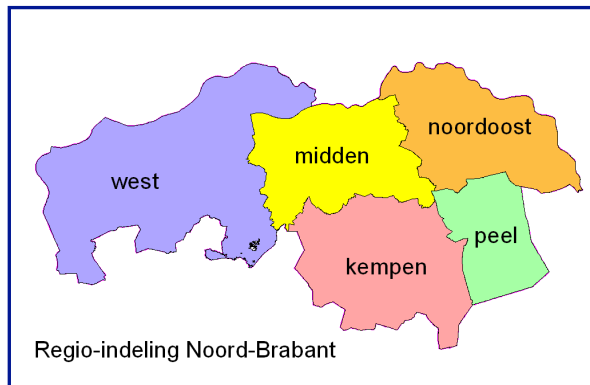 noordoost
midden
west
peel
kempen
Regio-indeling Noord-Brabant